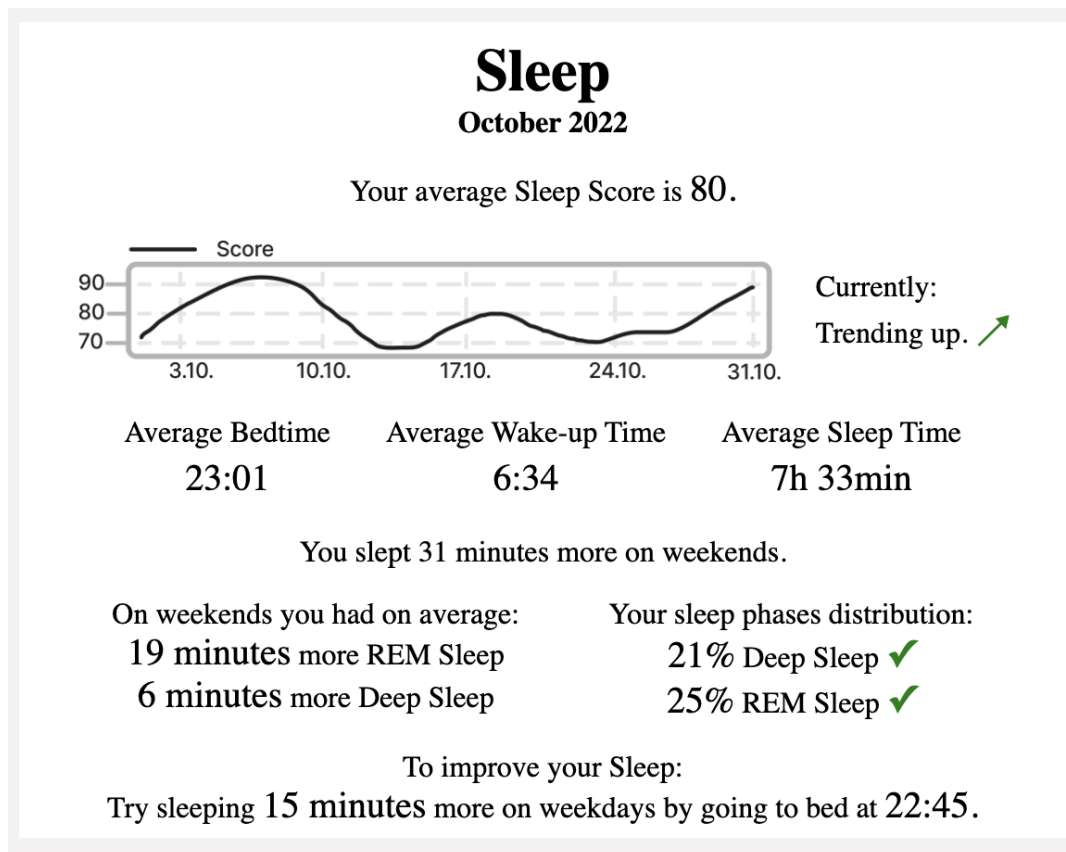 Sleep
October 2022
Your average Sleep Score is 80.
Score
90
80
70
3.10.
10.10.
17.10.
24.10.
31.10.
Currently:
Trending up.
Average Bedtime
23:01
Average Wake-up Time
6:34
Average Sleep Time
7h 33min
You slept 31 minutes more on weekends.
On weekends you had on average:
19 minutes more REM Sleep
6 minutes more Deep Sleep
Your sleep phases distribution:
21% Deep Sleep ✓
25% REM Sleep ✓
To improve your Sleep:
Try sleeping 15 minutes more on weekdays by going to bed at 22:45.